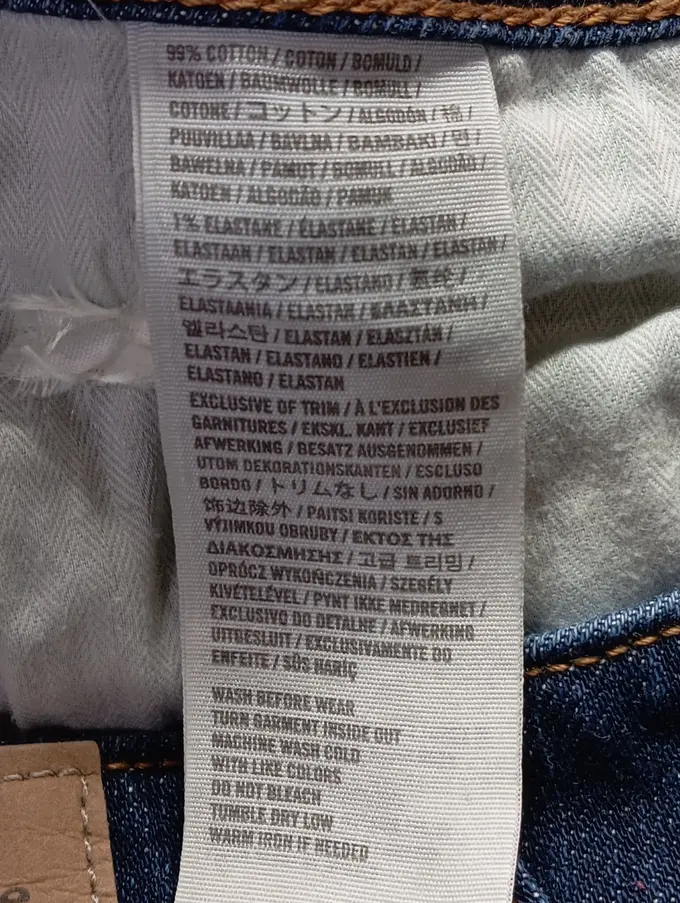 99% COTTON / COTON / BOMULD /
KATOEN / BAUMWOLLE / BOMULL /
COTONE / コットン / ALGODÓN / 棉 /
PUUVILLAA / BAVLNA / BAMBAKI / 면 /
BAWEŁNA / PAMUT / BOMULL / ALGODÃO /
KATOEN / ALGODÃO / PAMUK
1% ELASTANE / ÉLASTANE / ELASTAN /
ELASTAAN / ELASTAN / ELASTAN / ELASTAN /
エラスタン / ELASTANO / 氨纶 /
ELASTAANIA / ELASTAN / ΕΛΑΣΤΑΝΗ /
엘라스탄 / ELASTAN / ELASZTÁN /
ELASTAN / ELASTANO / ELASTIEN /
ELASTANO / ELASTAN
EXCLUSIVE OF TRIM / À L'EXCLUSION DES
GARNITURES / EKSKL. KANT / EXCLUSIEF
AFWERKING / BESATZ AUSGENOMMEN /
UTOM DEKORATIONSKANTEN / ESCLUSO
BORDO / トリムなし / SIN ADORNO /
饰边除外 / PAITSI KORISTE / S
VÝJIMKOU OBRUBY / ΕΚΤΟΣ ΤΗΣ
ΔΙΑΚΟΣΜΗΣΗΣ / 고급 트리밍 /
OPRÓCZ WYKOŃCZENIA / SZEGÉLY
KIVÉTELÉVEL / PYNT IKKE MEDREGNET /
EXCLUSIVO DO DETALHE / AFWERKING
UITGESLUIT / EXCLUSIVAMENTE DO
ENFEITE / SÜS HARİÇ
WASH BEFORE WEAR
TURN GARMENT INSIDE OUT
MACHINE WASH COLD
WITH LIKE COLORS
DO NOT BLEACH
TUMBLE DRY LOW
WARM IRON IF NEEDED